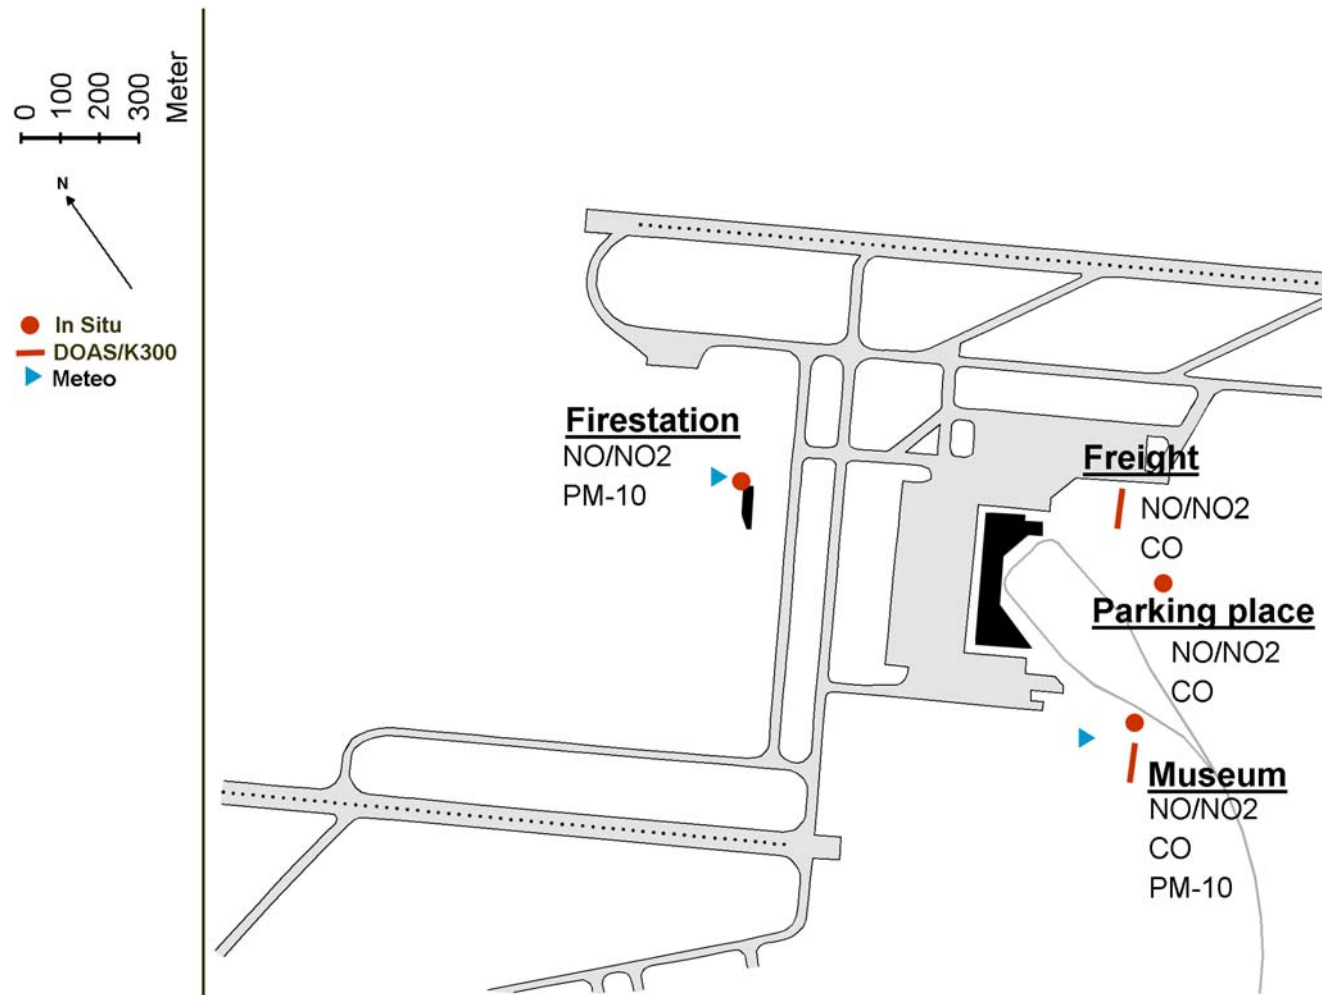 0
100
200
300
Meter
N
In Situ
DOAS/K300
Meteo
Firestation
NO/NO2
PM-10
Freight
NO/NO2
CO
Parking place
NO/NO2
CO
Museum
NO/NO2
CO
PM-10